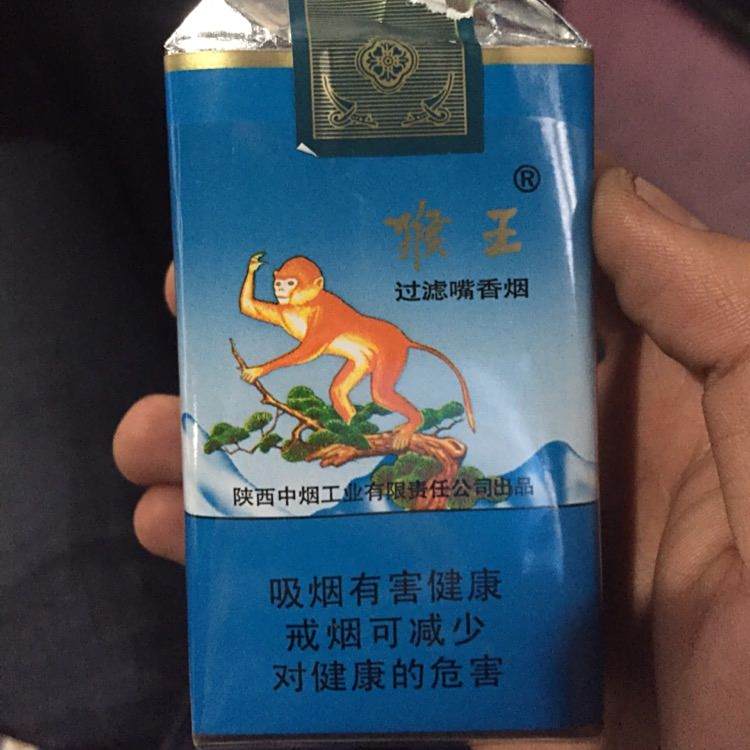 ®
猴王
过滤嘴香烟
陕西中烟工业有限责任公司出品
吸烟有害健康
戒烟可减少
对健康的危害